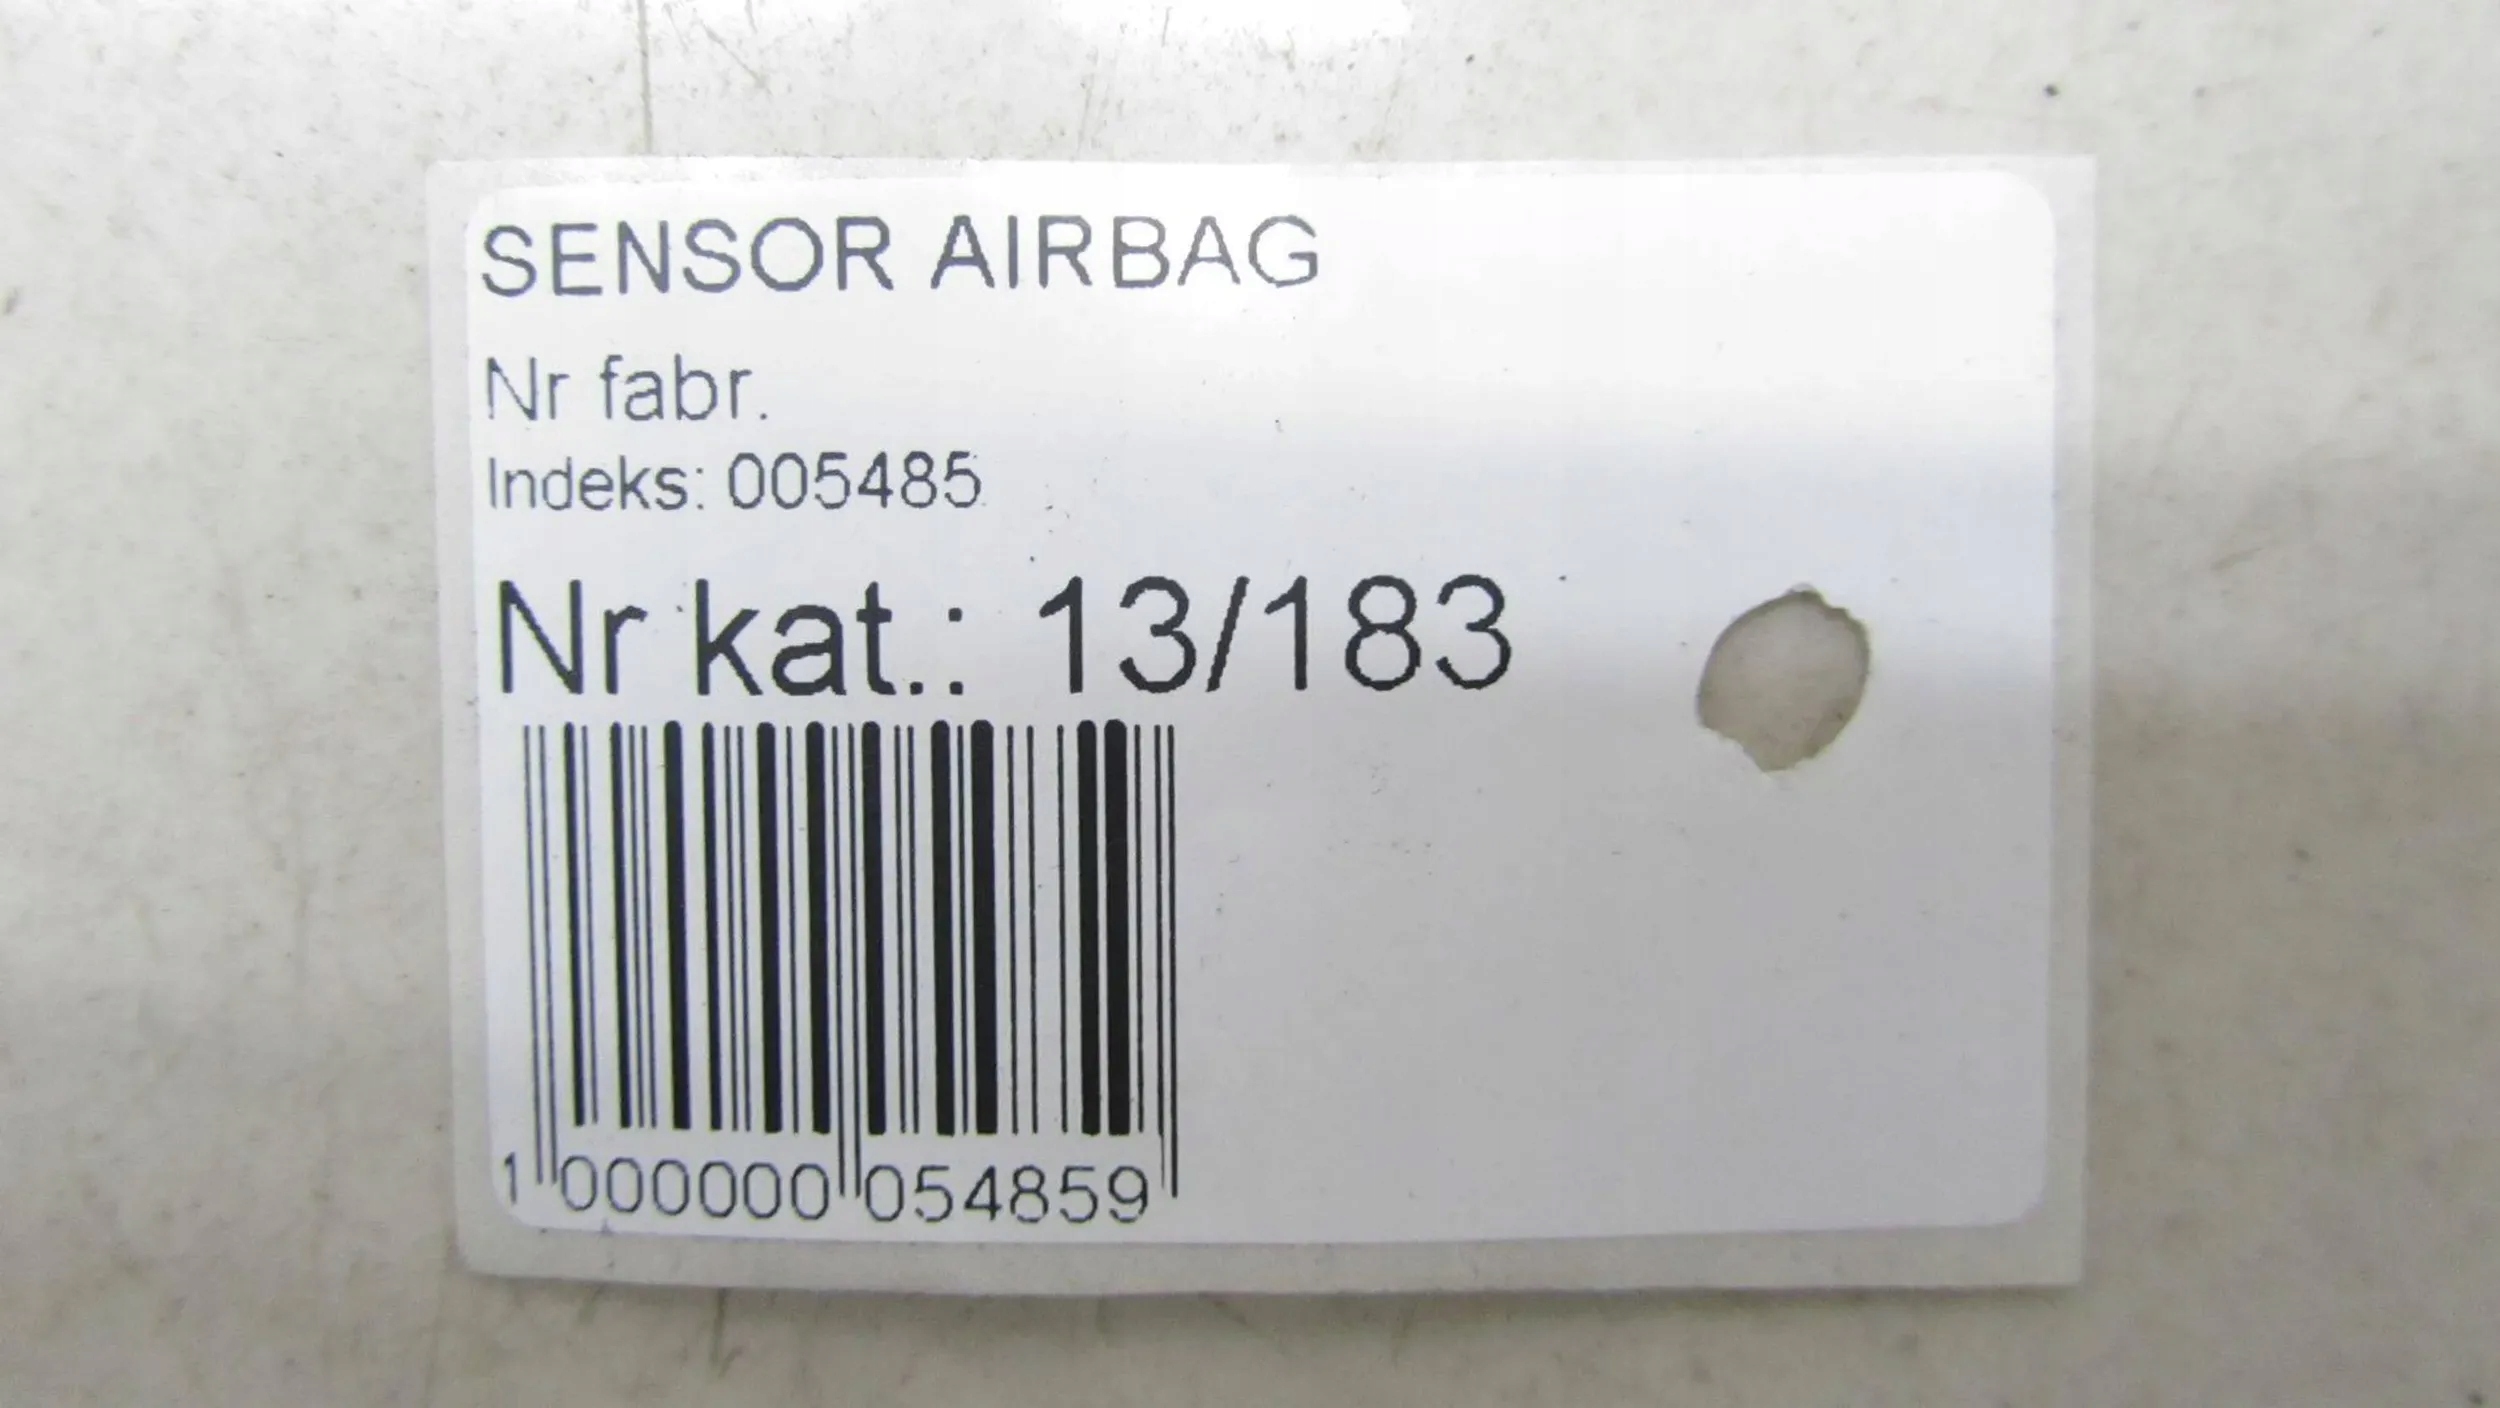 SENSOR AIRBAG
Nr fabr.
Indeks: 005485
Nr kat.: 13/183
1 000000 054859